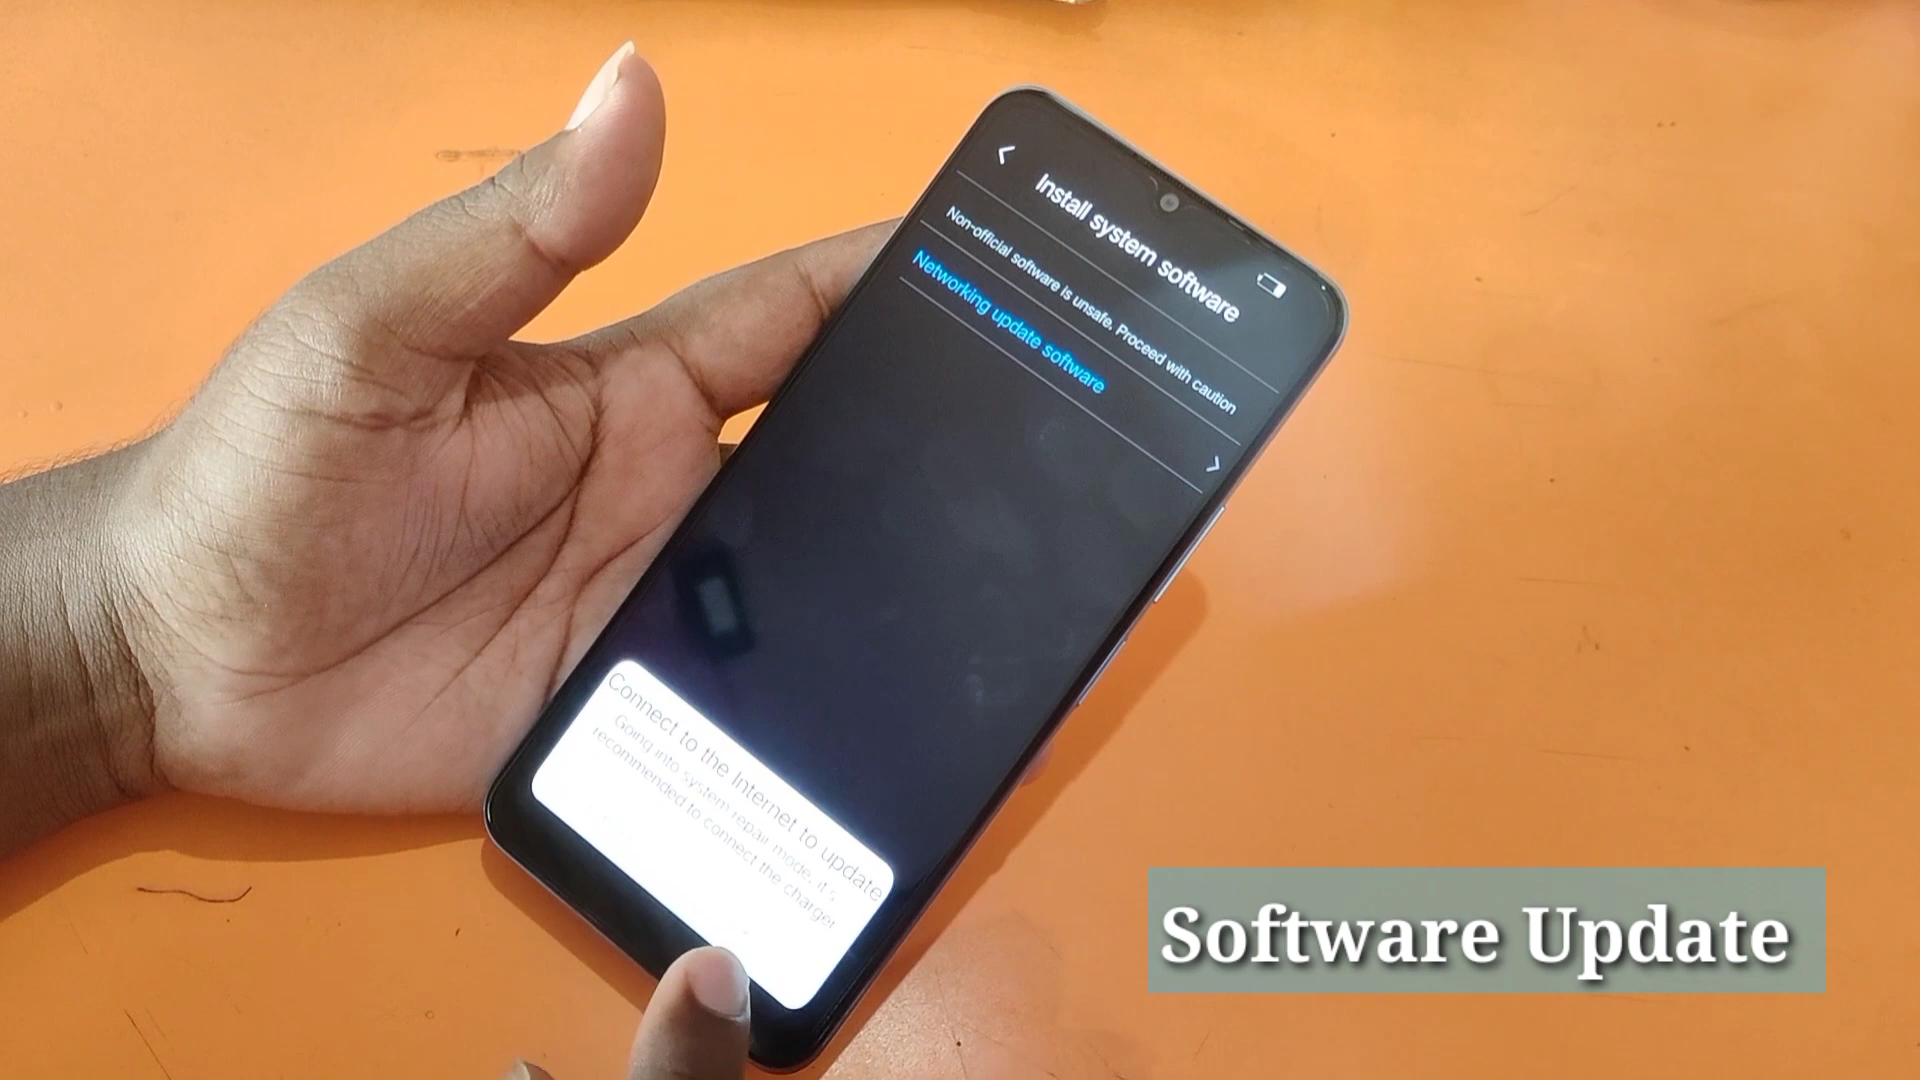 Install system software
Non-official software is unsafe. Proceed with caution
Networking update software
Connect to the Internet to update
Going into system repair mode, it's
recommended to connect the charger
Software Update